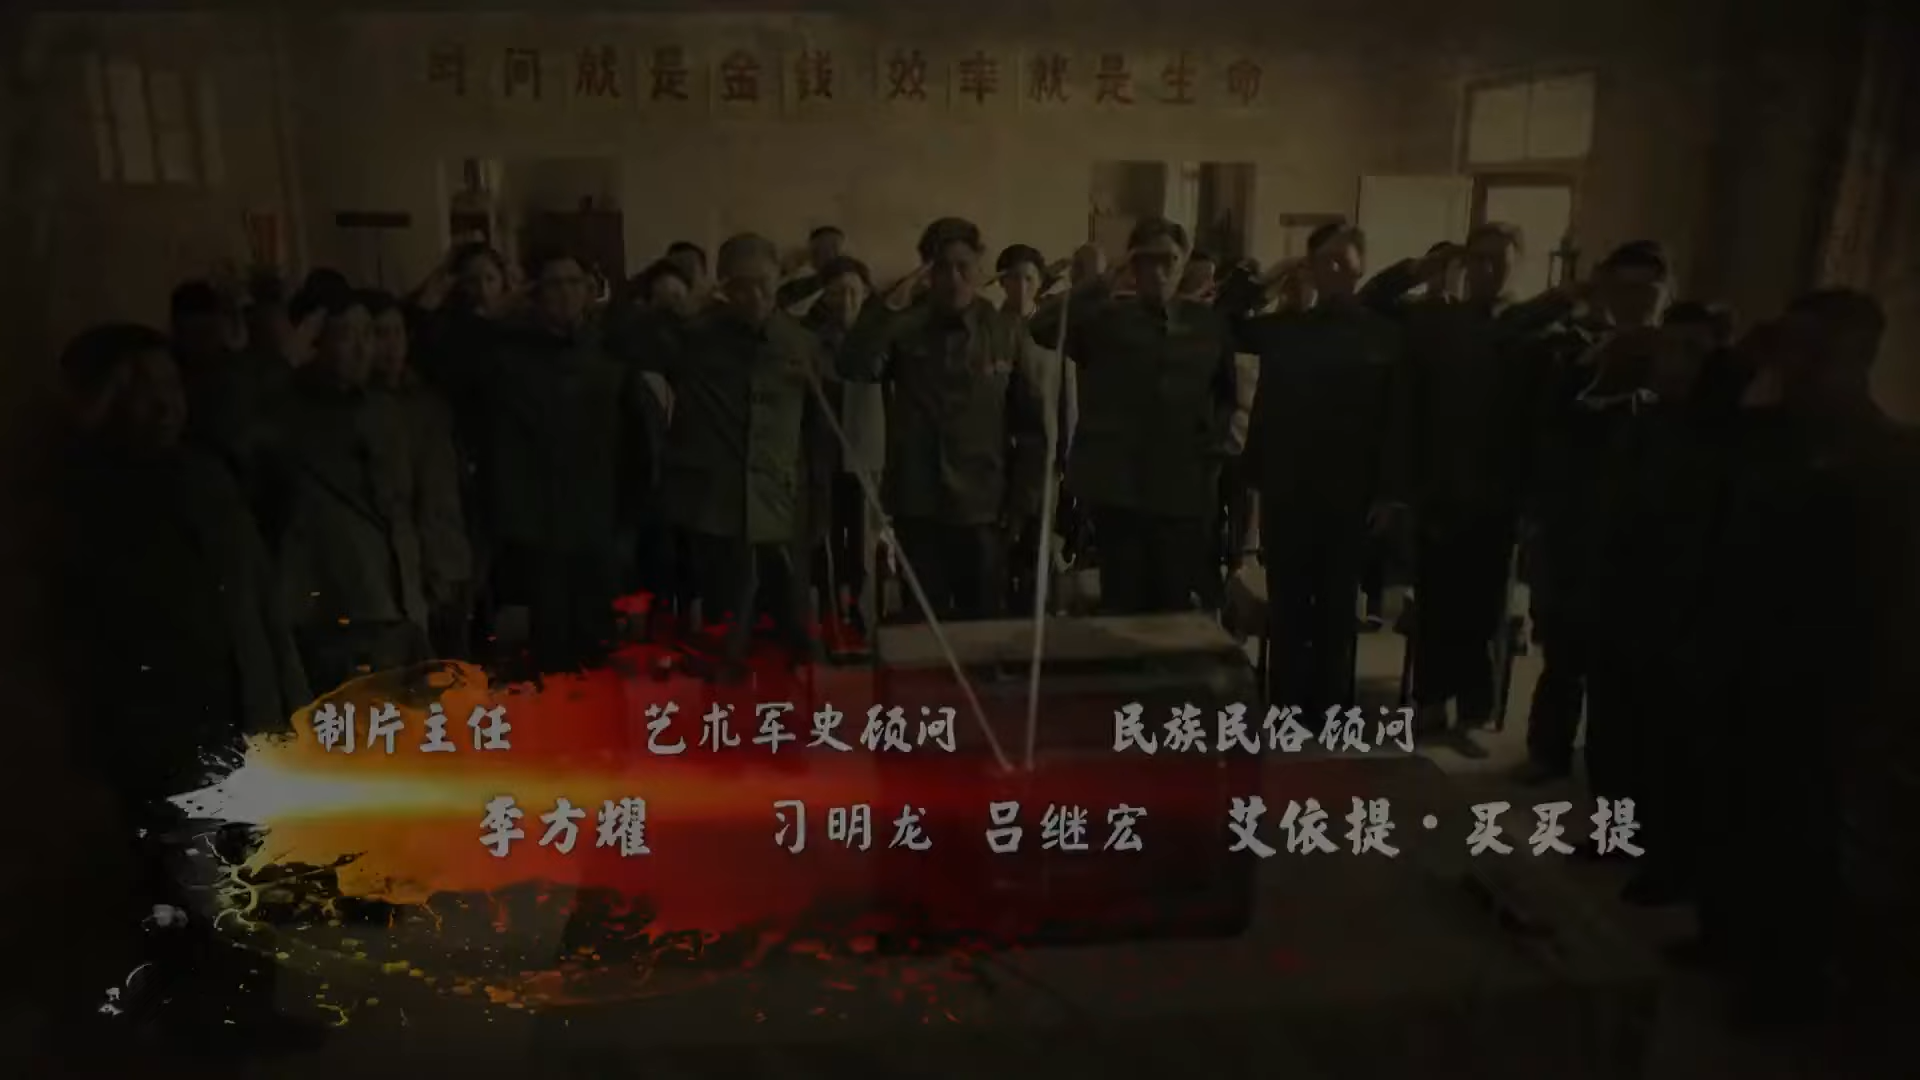 时间就是金钱 效率就是生命
制片主任 艺术军史顾问 民族民俗顾问
李方耀 习明龙 吕继宏 艾依提·买买提